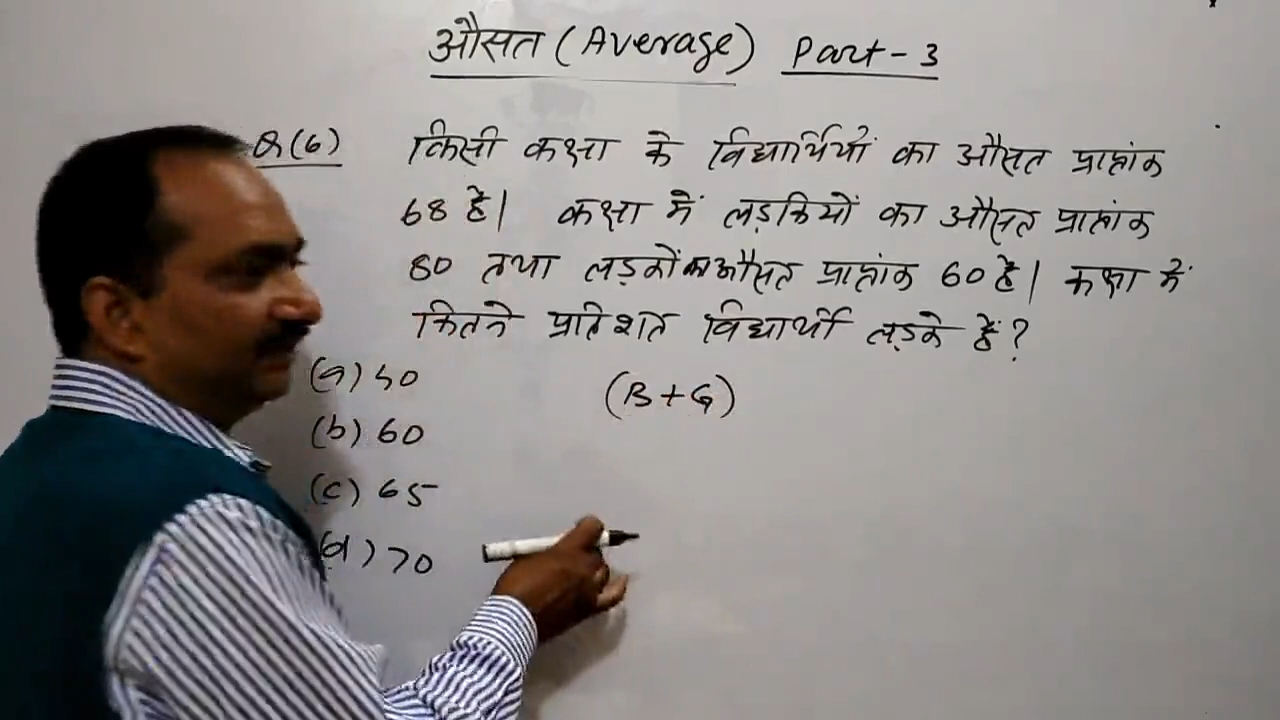 औसत (Average) Part-3
Q(6) किसी कक्षा के विद्यार्थियों का औसत प्राप्तांक
68 है। कक्षा में लड़कियों का औसत प्राप्तांक
80 तथा लड़कों का औसत प्राप्तांक 60 है। कक्षा में
कितने प्रतिशत विद्यार्थी लड़के हैं?
(a) 40
(B+G)
(b) 60
(c) 65
(d) 70